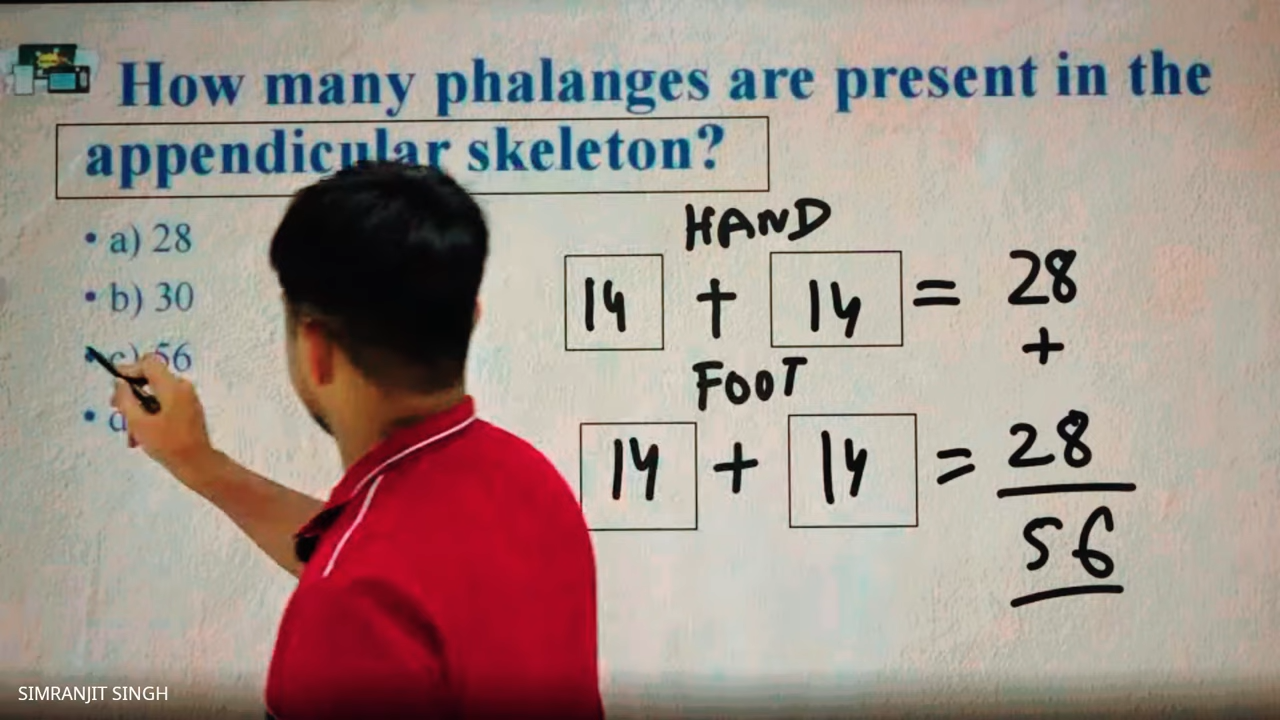 How many phalanges are present in the
appendicular skeleton?
• a) 28
• b) 30
• c) 56
HAND
14 + 14 = 28
+
FOOT
14 + 14 = 28
56
SIMRANJIT SINGH